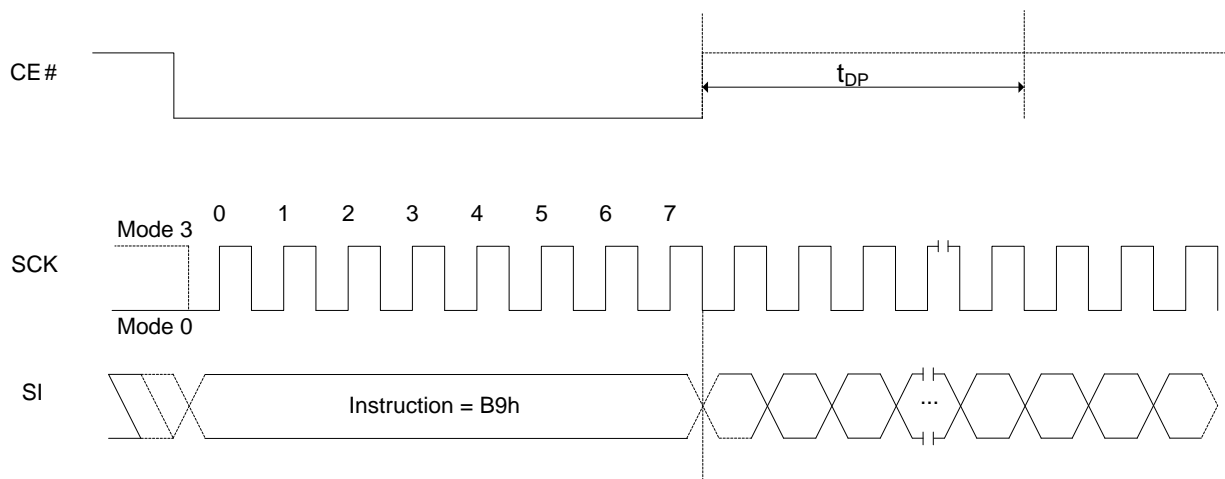 CE#
tDP
0 1 2 3 4 5 6 7
Mode 3
SCK
Mode 0
SI
Instruction = B9h
...